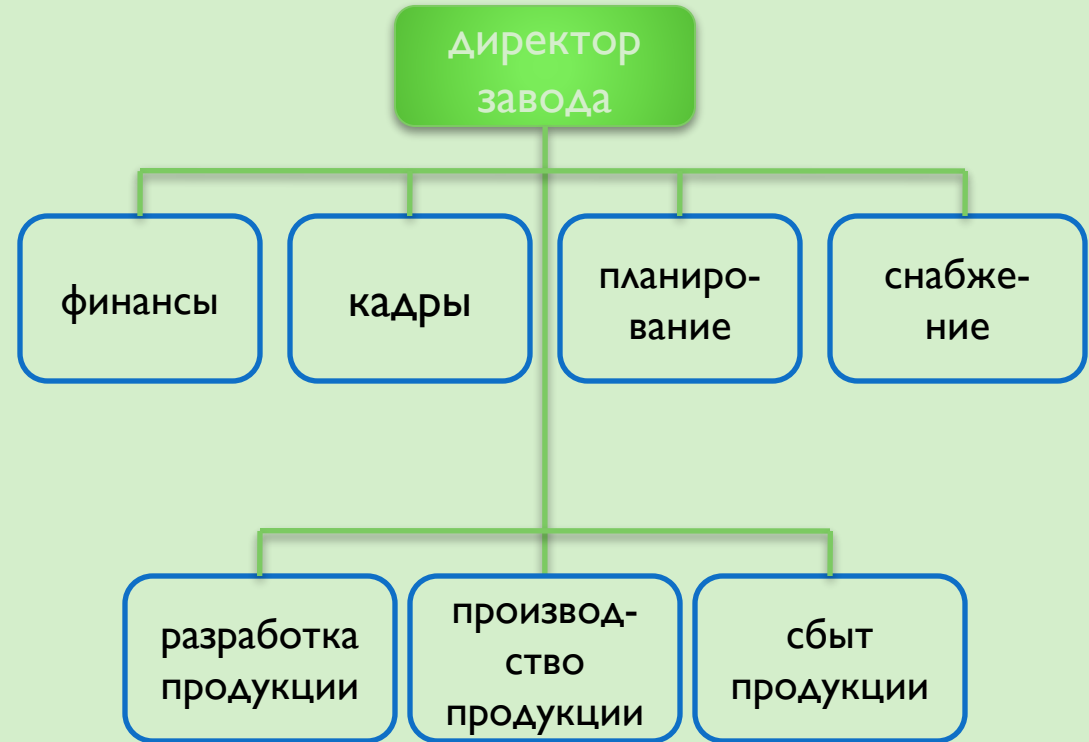 директор
завода
финансы
кадры
планиро-
вание
снабже-
ние
разработка
продукции
производ-
ство
продукции
сбыт
продукции